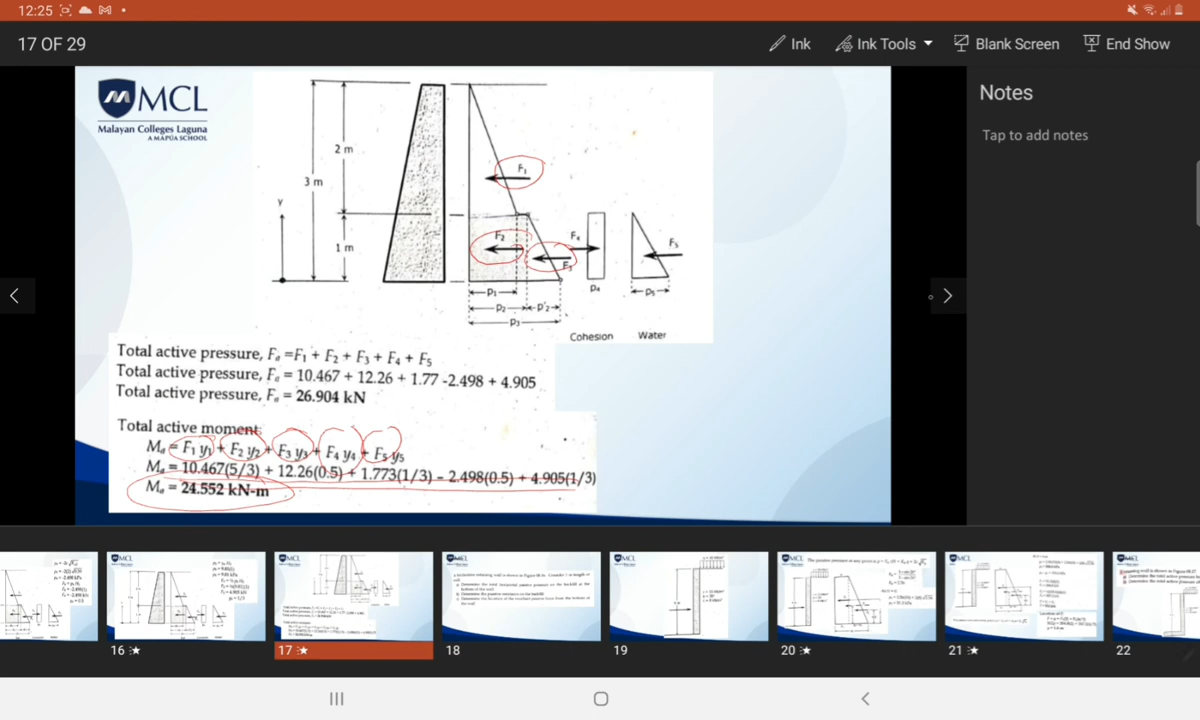 12:25
17 OF 29
Ink
Ink Tools
Blank Screen
End Show
MCL
Malayan Colleges Laguna
A MAPÚA SCHOOL
Notes
Tap to add notes
2 m
3 m
1 m
y
F₁
F₂
F₃
F₄
F₅
P₁
P₂
P'₂
P₃
P₄
P₅
Cohesion
Water
Total active pressure, Fₐ =F₁ + F₂ + F₃ + F₄ + F₅
Total active pressure, Fₐ = 10.467 + 12.26 + 1.77 -2.498 + 4.905
Total active pressure, Fₐ = 26.904 kN
Total active moment,
Mₐ = F₁ y₁ + F₂ y₂ + F₃ y₃ + F₄ y₄ + F₅ y₅
Mₐ = 10.467(5/3) + 12.26(0.5) + 1.773(1/3) - 2.498(0.5) + 4.905(1/3)
Mₐ = 24.552 kN-m
16
17
18
19
20
21
22